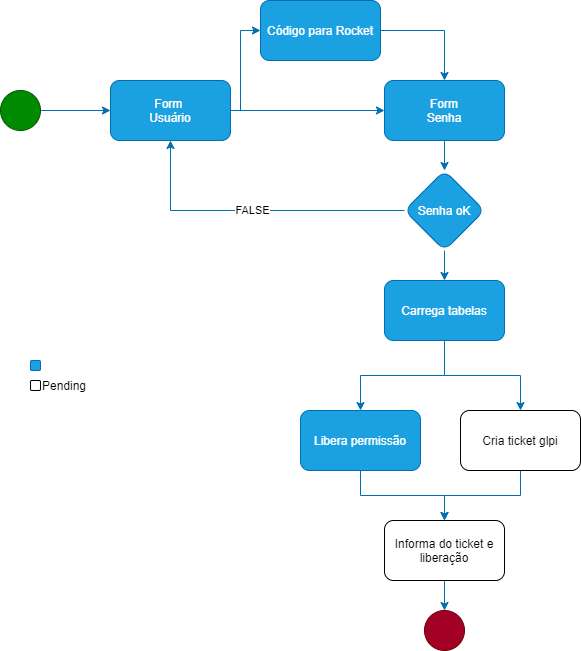 Código para Rocket
Form
Usuário
Form
Senha
FALSE
Senha oK
Carrega tabelas
Pending
Libera permissão
Cria ticket glpi
Informa do ticket e
liberação